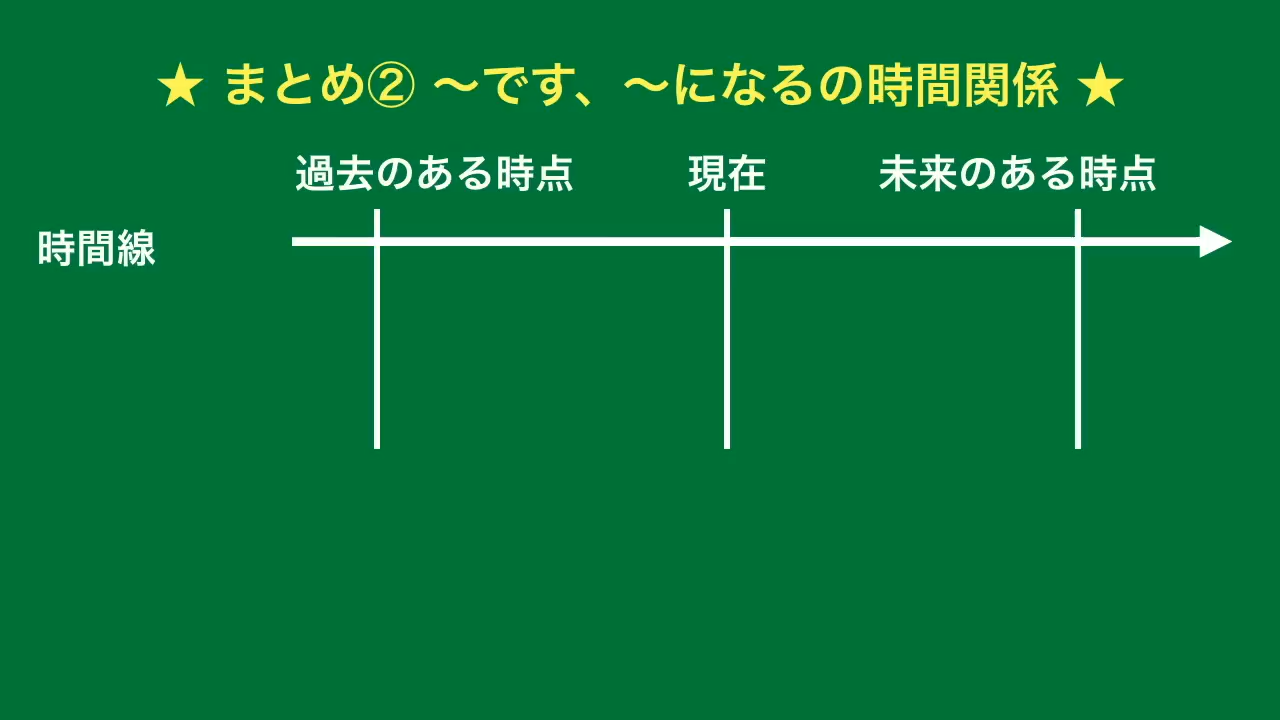 ★ まとめ② 〜です、〜になるの時間関係 ★
過去のある時点 現在 未来のある時点
時間線